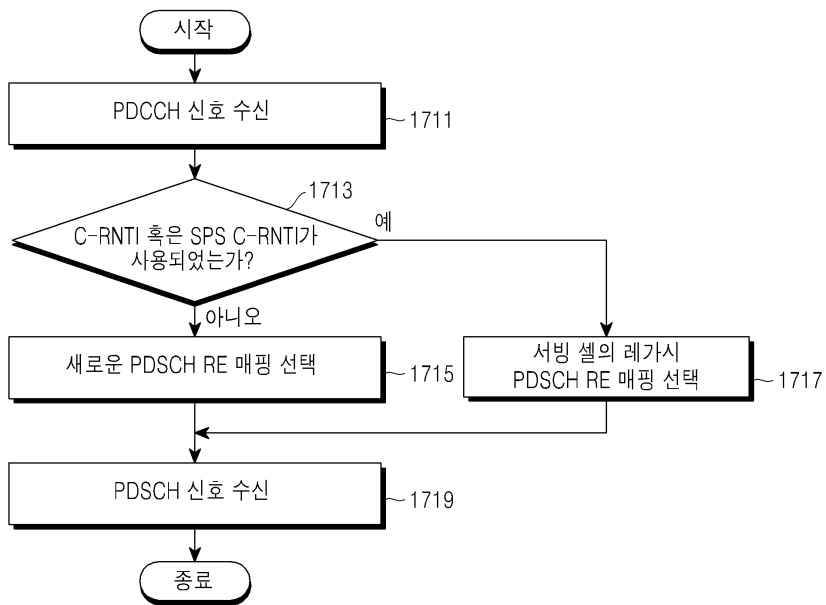 시작
PDCCH 신호 수신
1711
1713
C-RNTI 혹은 SPS C-RNTI가
사용되었는가?
예
아니오
새로운 PDSCH RE 매핑 선택
1715
서빙 셀의 레가시
PDSCH RE 매핑 선택
1717
PDSCH 신호 수신
1719
종료